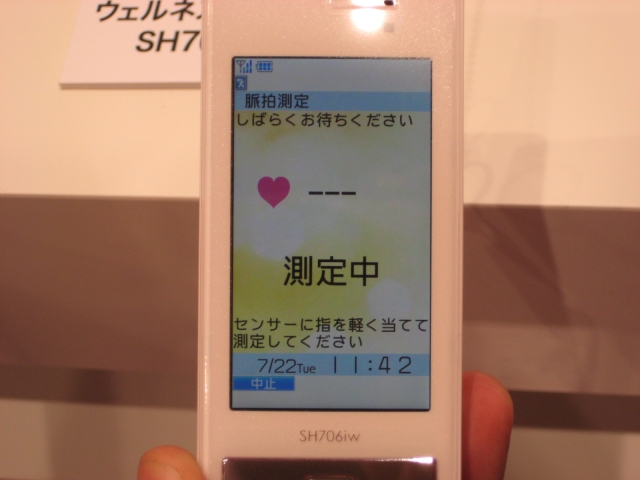 ウェルネ
SH70
脈拍測定
しばらくお待ちください
---
測定中
センサーに指を軽く当てて
測定してください
7/22Tue 11:42
中止
SH706iw